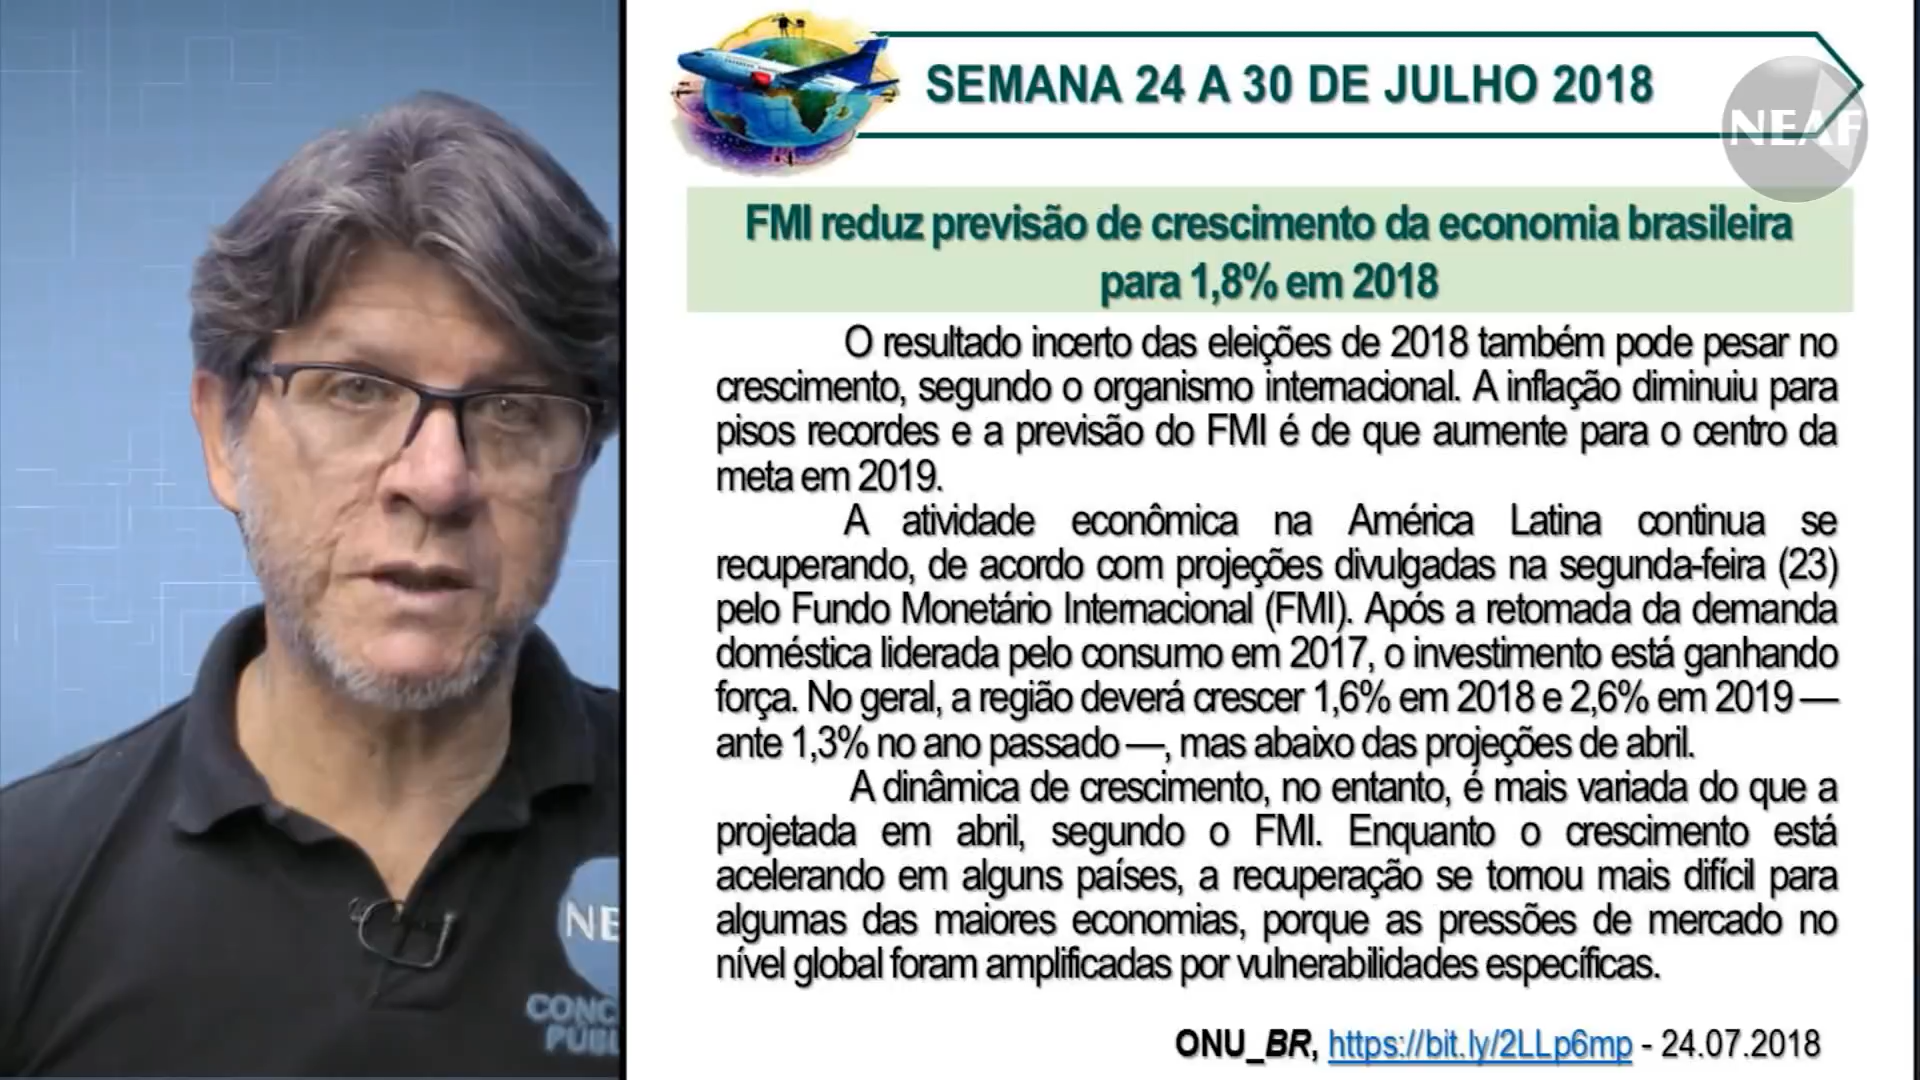 SEMANA 24 A 30 DE JULHO 2018
NEAF
FMI reduz previsão de crescimento da economia brasileira
para 1,8% em 2018
O resultado incerto das eleições de 2018 também pode pesar no
crescimento, segundo o organismo internacional. A inflação diminuiu para
pisos recordes e a previsão do FMI é de que aumente para o centro da
meta em 2019.
A atividade econômica na América Latina continua se
recuperando, de acordo com projeções divulgadas na segunda-feira (23)
pelo Fundo Monetário Internacional (FMI). Após a retomada da demanda
doméstica liderada pelo consumo em 2017, o investimento está ganhando
força. No geral, a região deverá crescer 1,6% em 2018 e 2,6% em 2019 —
ante 1,3% no ano passado —, mas abaixo das projeções de abril.
A dinâmica de crescimento, no entanto, é mais variada do que a
projetada em abril, segundo o FMI. Enquanto o crescimento está
acelerando em alguns países, a recuperação se tornou mais difícil para
algumas das maiores economias, porque as pressões de mercado no
nível global foram amplificadas por vulnerabilidades específicas.
ONU_BR, https://bit.ly/2LLp6mp - 24.07.2018
NE
CONC
PÚBL